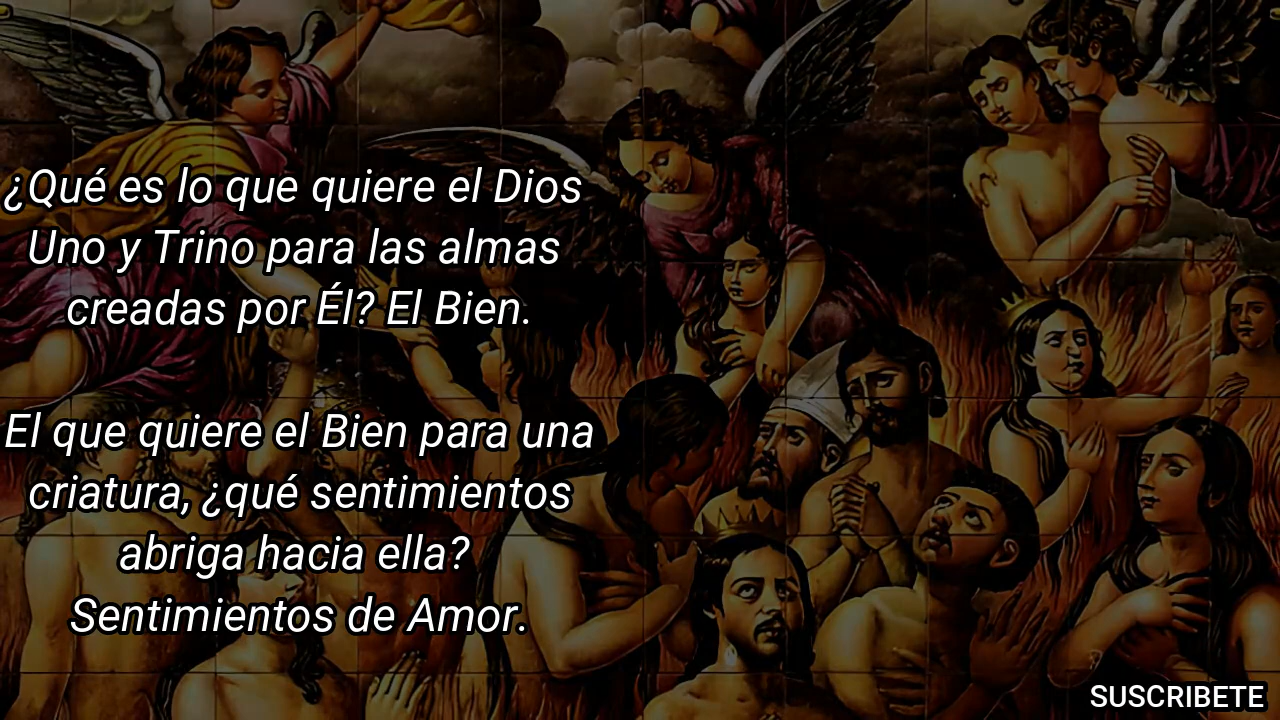 ¿Qué es lo que quiere el Dios
Uno y Trino para las almas
creadas por Él? El Bien.
El que quiere el Bien para una
criatura, ¿qué sentimientos
abriga hacia ella?
Sentimientos de Amor.
SUSCRIBETE